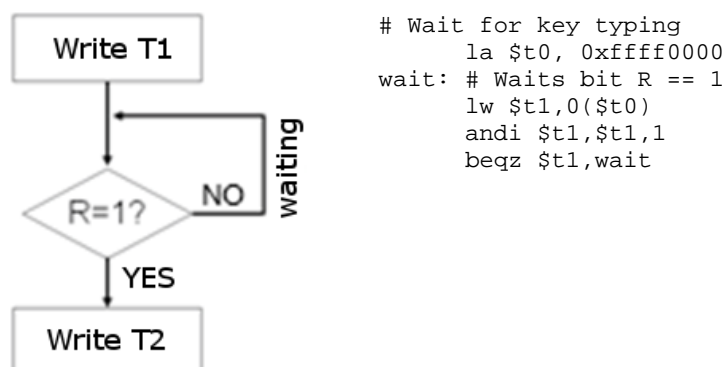 Write T1
waiting
R=1?
NO
YES
Write T2
# Wait for key typing
la $t0, 0xffff0000
wait: # Waits bit R == 1
lw $t1,0($t0)
andi $t1,$t1,1
beqz $t1,wait